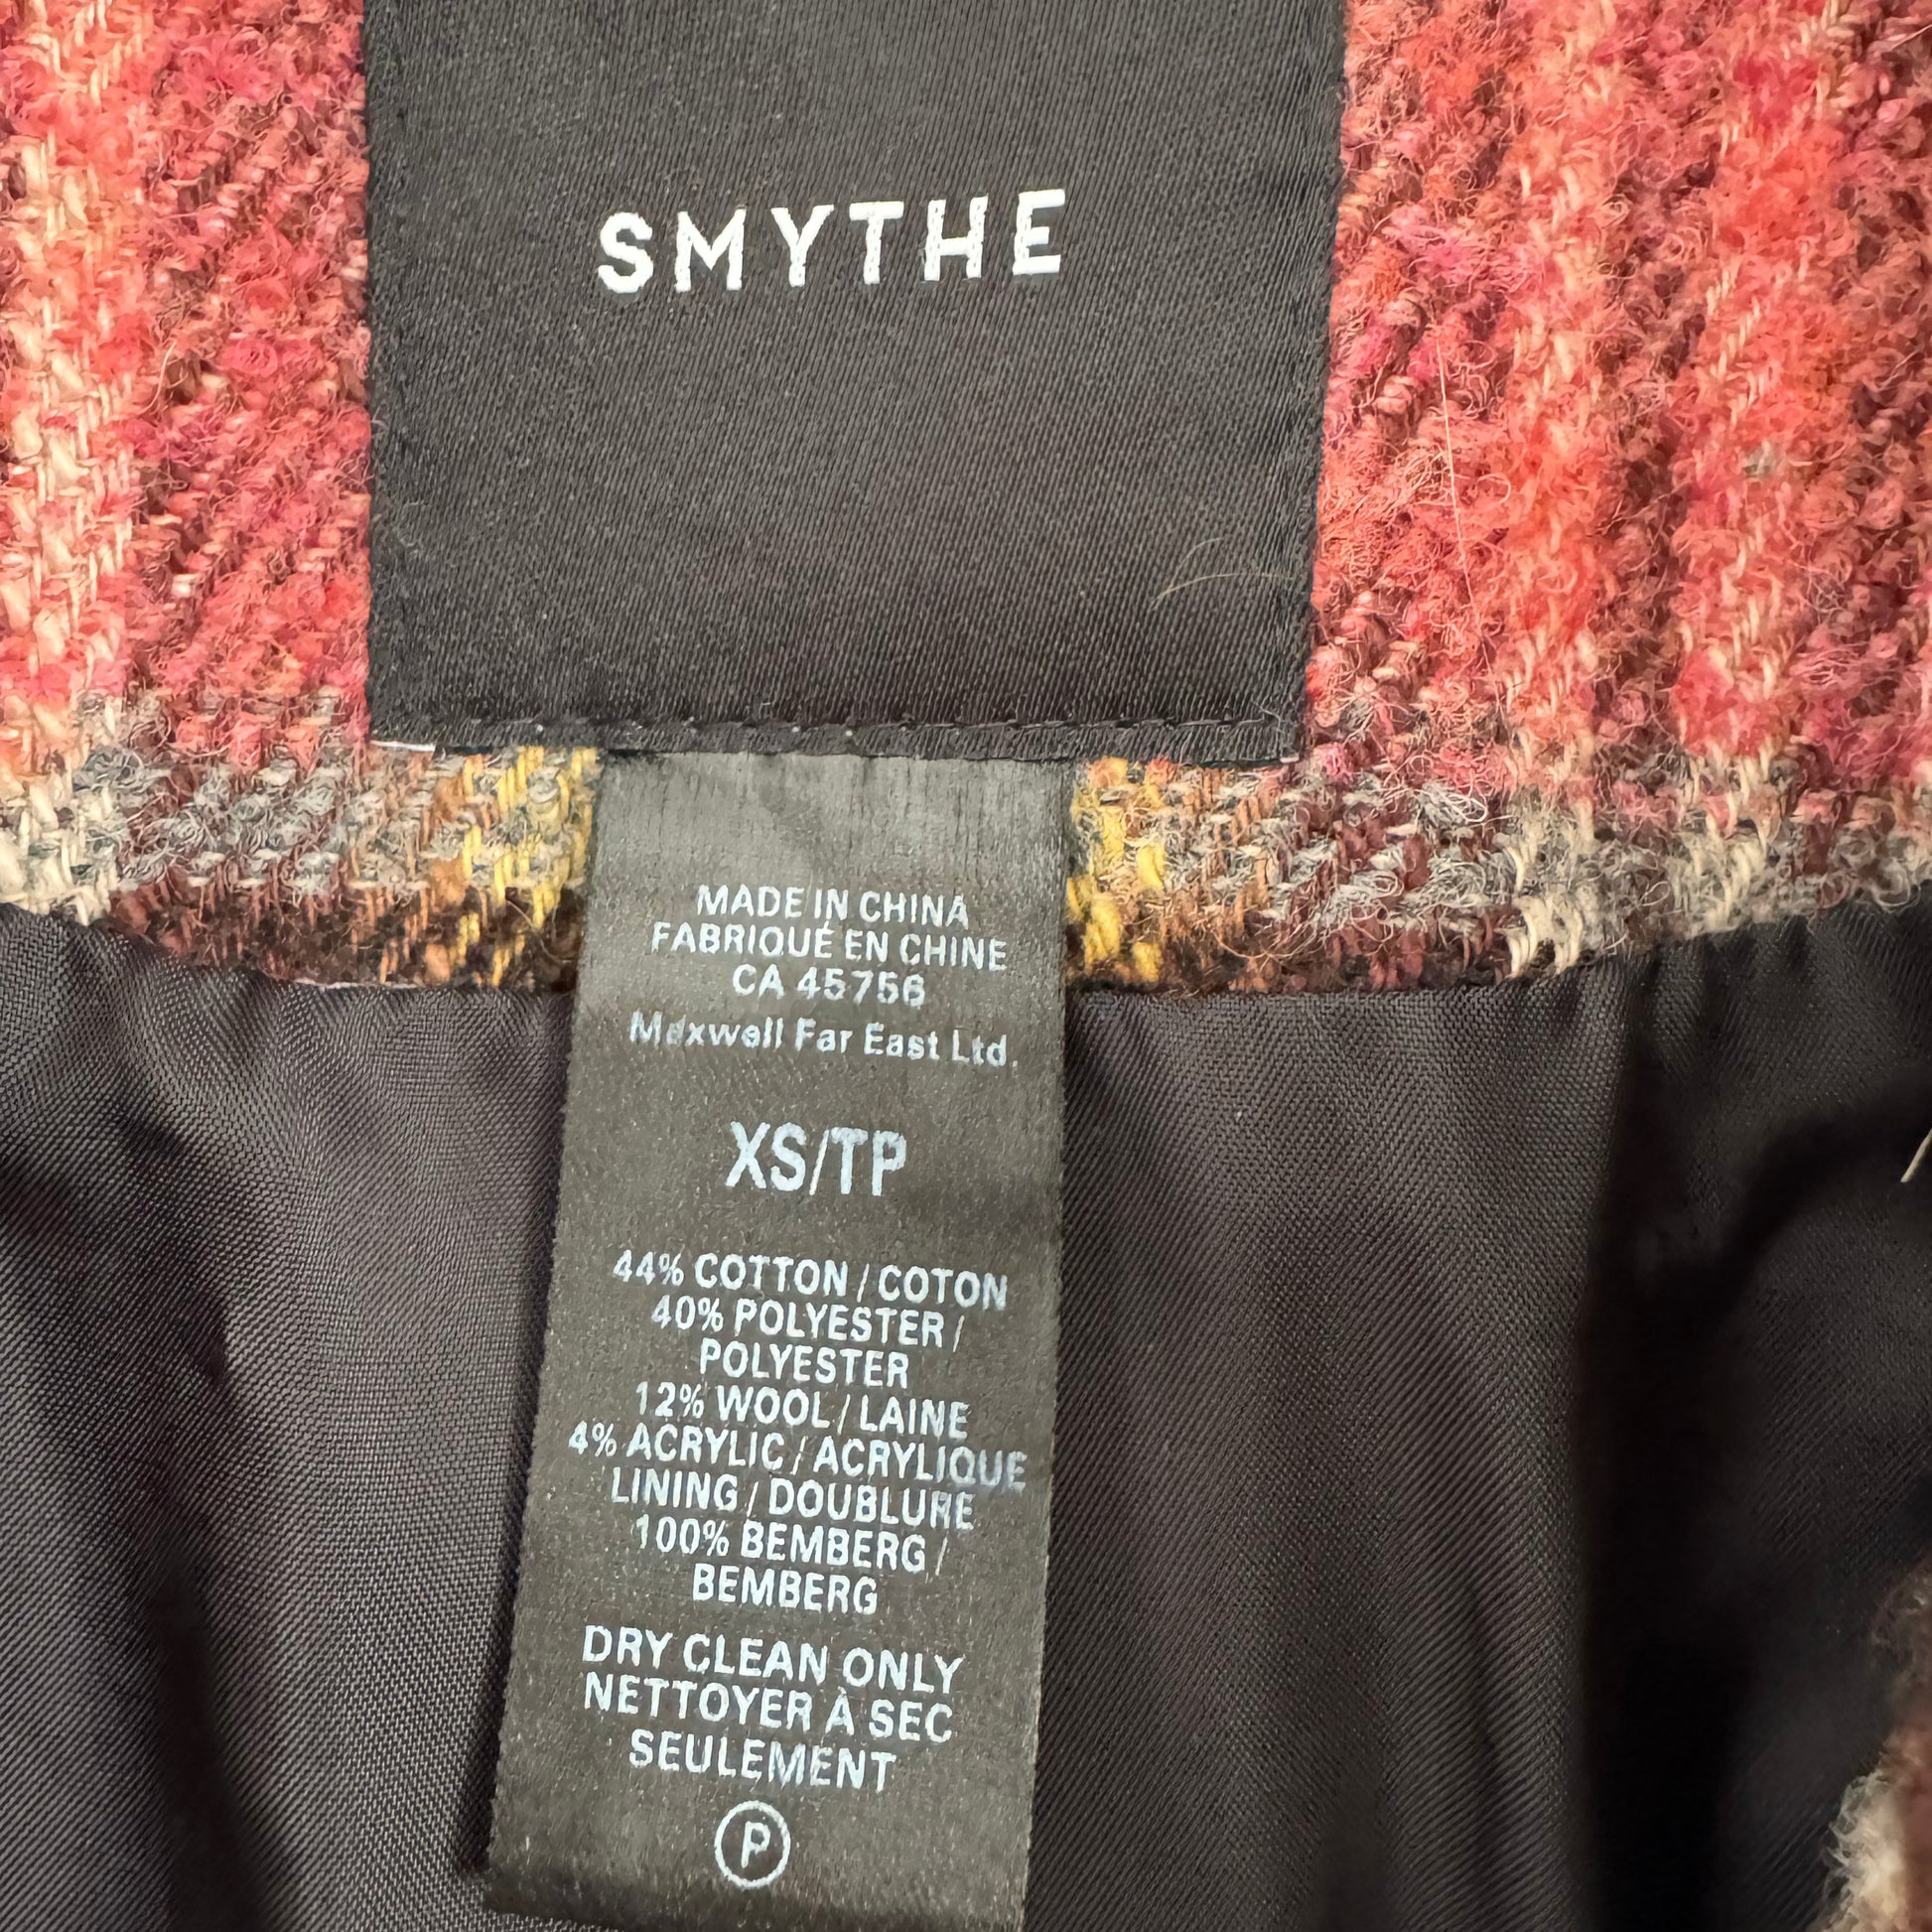 SMYTHE
MADE IN CHINA
FABRIQUÉ EN CHINE
CA 45756
Maxwell Far East Ltd.
XS/TP
44% COTTON / COTON
40% POLYESTER /
POLYESTER
12% WOOL / LAINE
4% ACRYLIC / ACRYLIQUE
LINING / DOUBLURE
100% BEMBERG /
BEMBERG
DRY CLEAN ONLY
NETTOYER À SEC
SEULEMENT
P